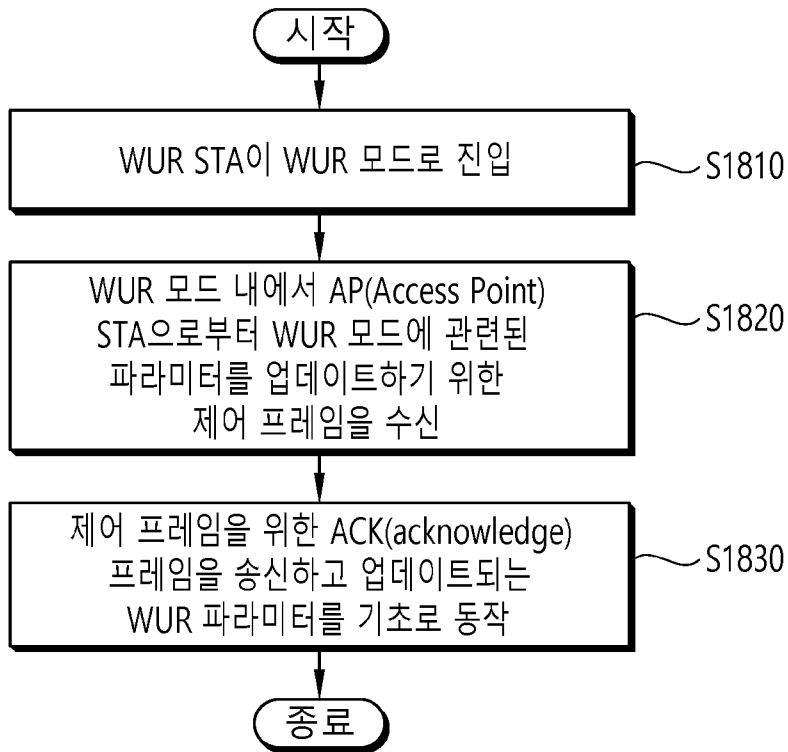 시작
WUR STA이 WUR 모드로 진입
S1810
WUR 모드 내에서 AP(Access Point)
STA으로부터 WUR 모드에 관련된
파라미터를 업데이트하기 위한
제어 프레임을 수신
S1820
제어 프레임을 위한 ACK(acknowledge)
프레임을 송신하고 업데이트되는
WUR 파라미터를 기초로 동작
S1830
종료